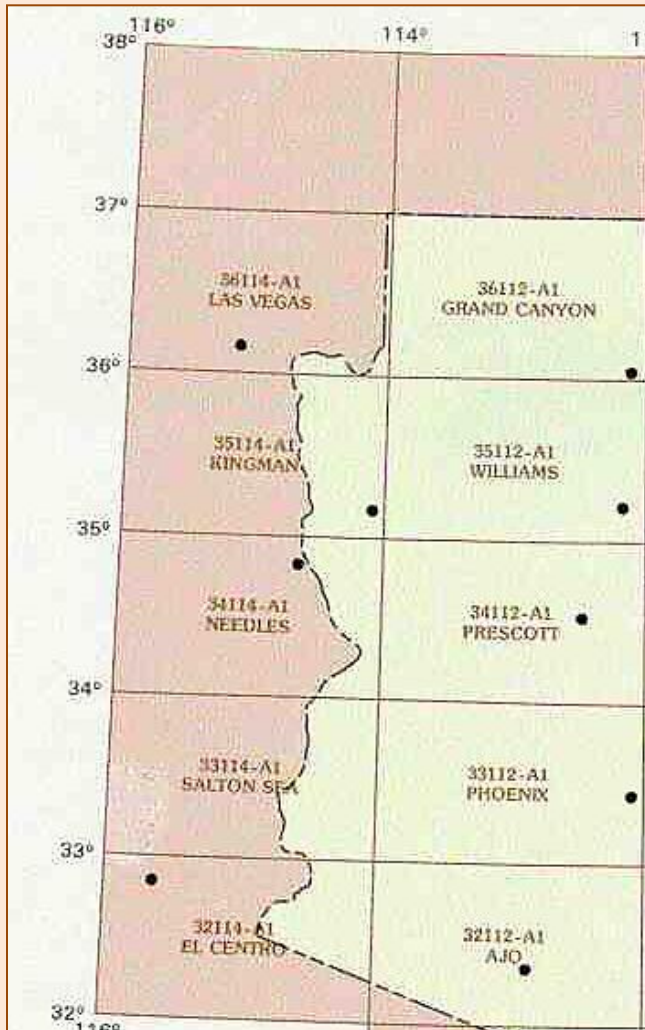 116°
114°
1
38°
37°
36114-A1
LAS VEGAS
36112-A1
GRAND CANYON
36°
35114-A1
KINGMAN
35112-A1
WILLIAMS
35°
34114-A1
NEEDLES
34112-A1
PRESCOTT
34°
33114-A1
SALTON SEA
33112-A1
PHOENIX
33°
32114-A1
EL CENTRO
32112-A1
AJO
32°
116°